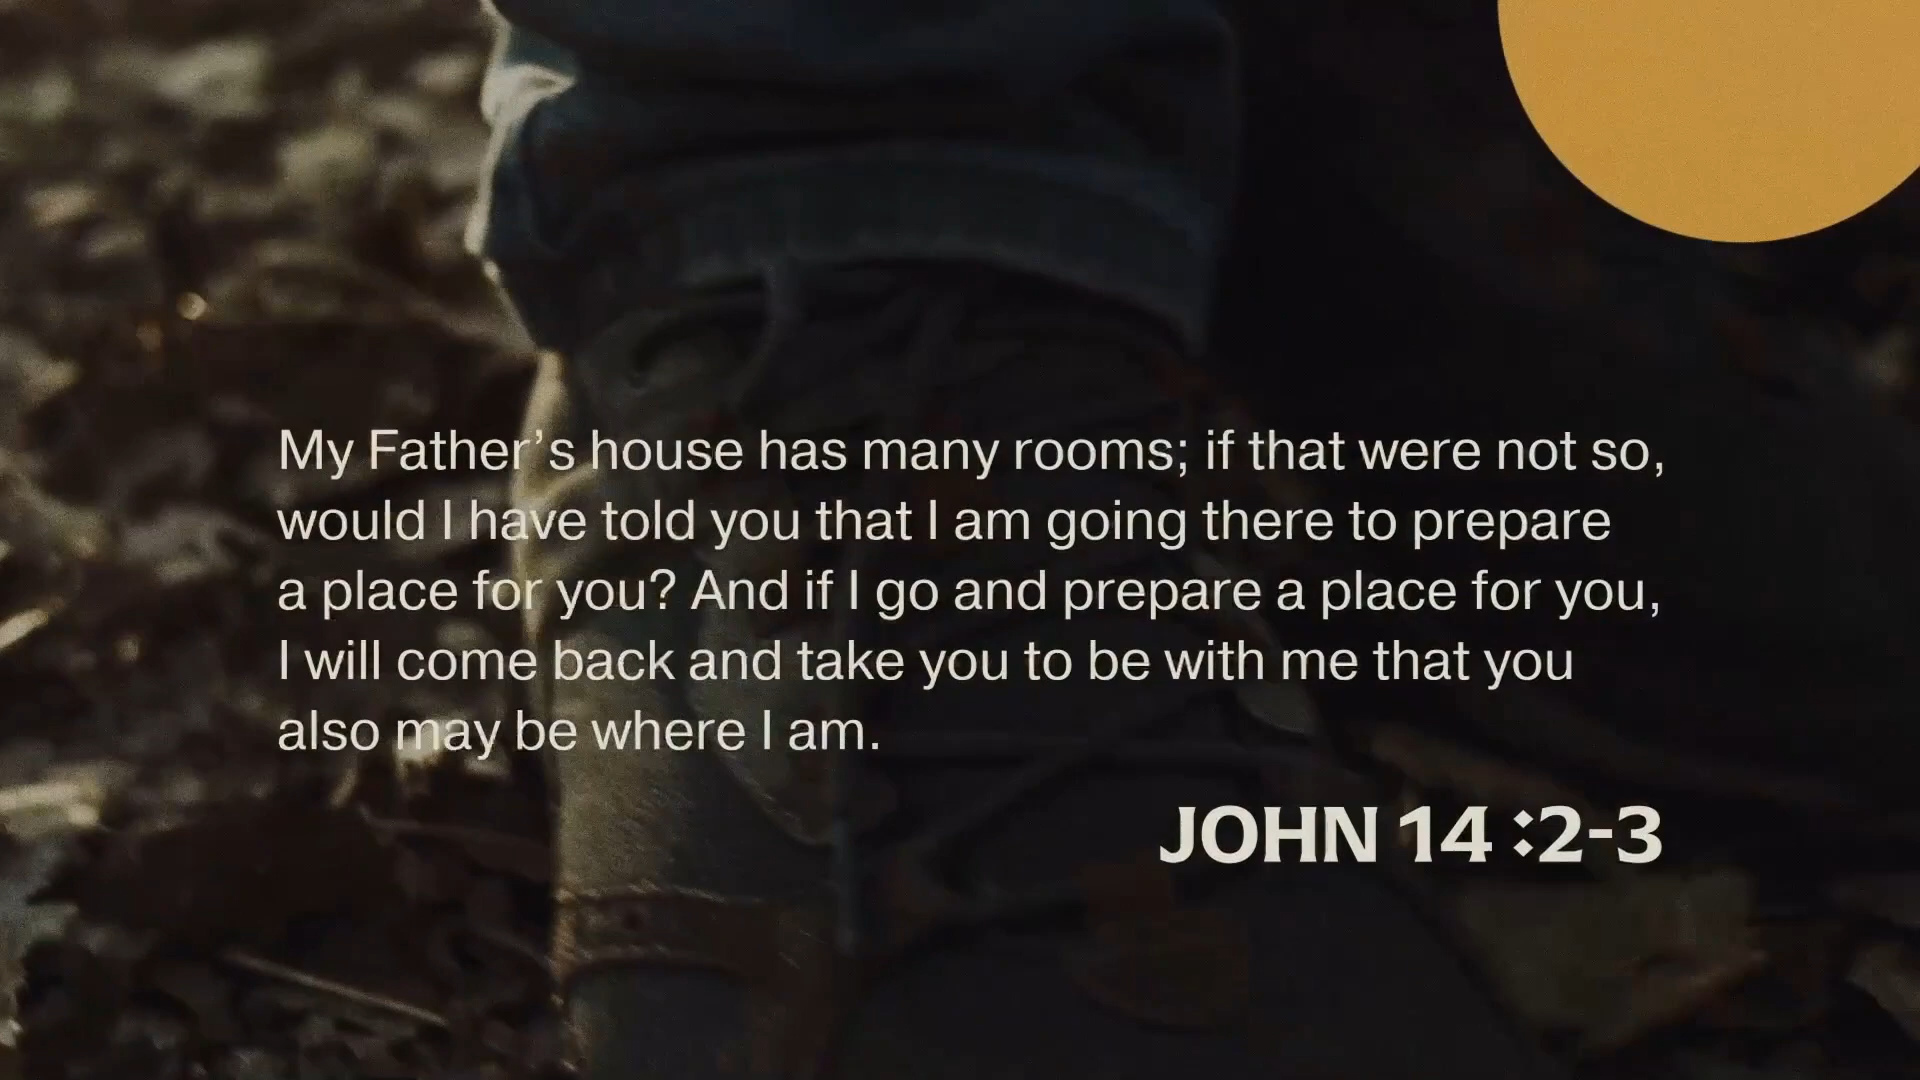 My Father’s house has many rooms; if that were not so,
would I have told you that I am going there to prepare
a place for you? And if I go and prepare a place for you,
I will come back and take you to be with me that you
also may be where I am.
JOHN 14 :2-3